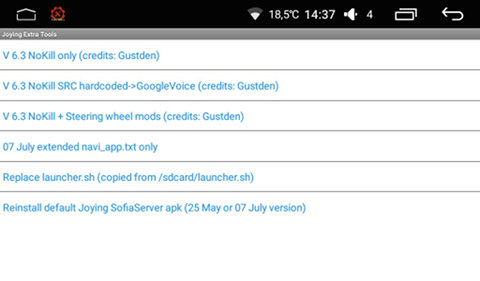 18,5°C 14:37 4
Joying Extra Tools
V 6.3 NoKill only (credits: Gustden)
V 6.3 NoKill SRC hardcoded->GoogleVoice (credits: Gustden)
V 6.3 NoKill + Steering wheel mods (credits: Gustden)
07 July extended navi_app.txt only
Replace launcher.sh (copied from /sdcard/launcher.sh)
Reinstall default Joying SofiaServer apk (25 May or 07 July version)